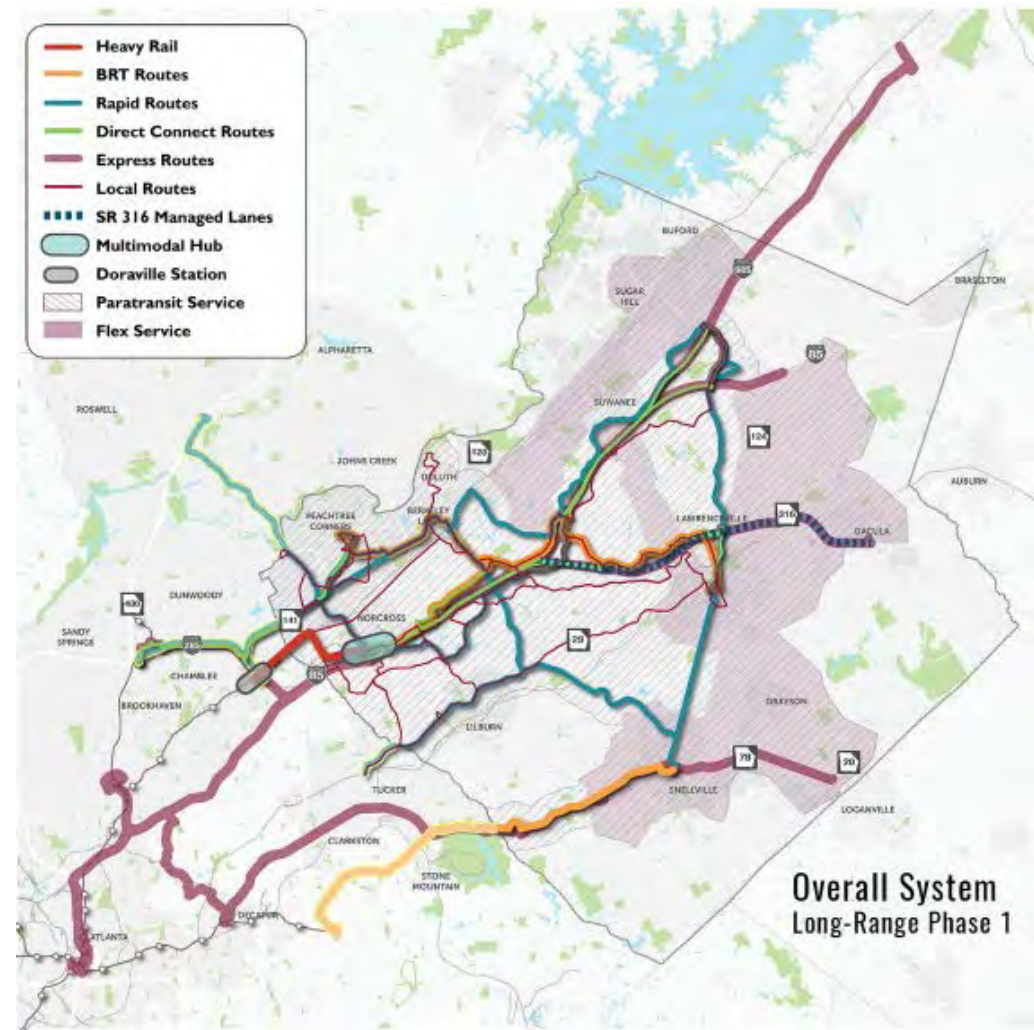 Heavy Rail
BRT Routes
Rapid Routes
Direct Connect Routes
Express Routes
Local Routes
SR 316 Managed Lanes
Multimodal Hub
Doraville Station
Paratransit Service
Flex Service
BUFORD
985
BRASELTON
SUGAR
HILL
ALPHARETTA
85
ROSWELL
SUWANEE
124
120
JOHNS CREEK
DULUTH
AUBURN
PEACHTREE
CORNERS
BERKELEY
LAWRENCEVILLE
316
DACULA
DUNWOODY
400
141
NORCROSS
29
SANDY
SPRINGS
285
CHAMBLEE
85
BROOKHAVEN
LILBURN
GRAYSON
78
20
TUCKER
SNELLVILLE
LOGANVILLE
CLARKSTON
STONE
MOUNTAIN
DECATUR
ATLANTA
Overall System
Long-Range Phase 1